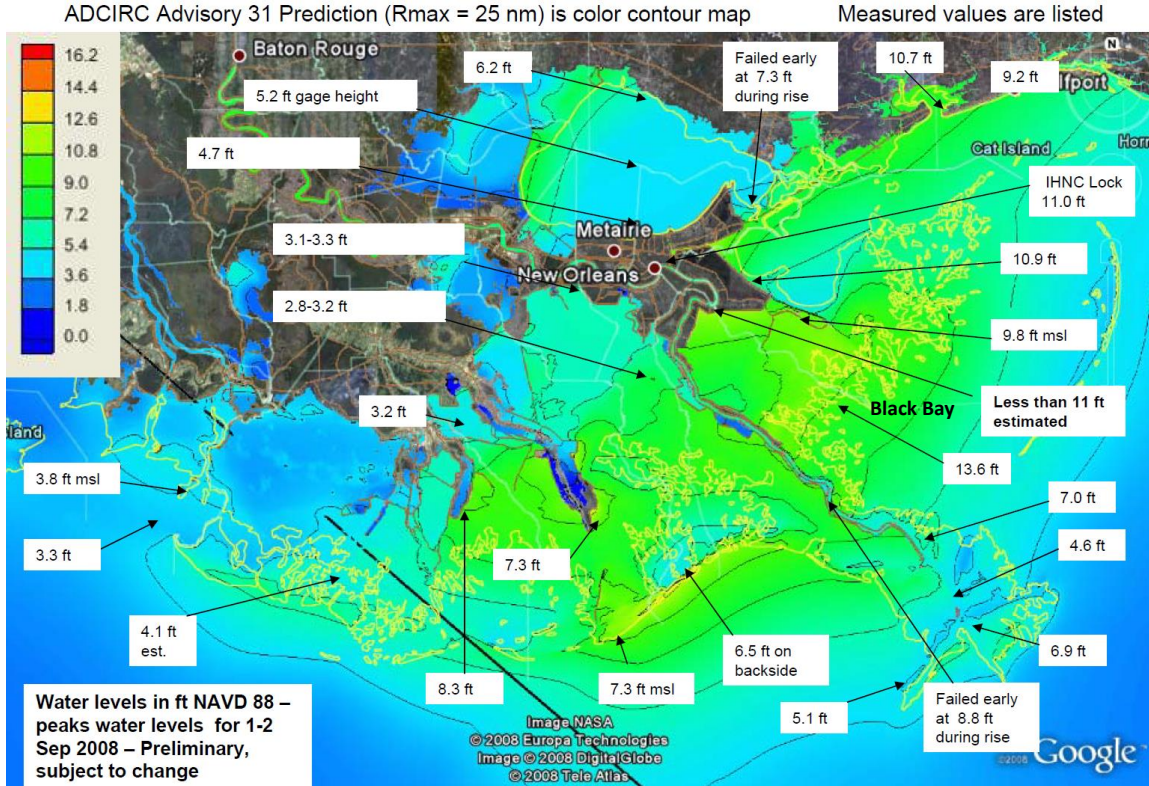 ADCIRC Advisory 31 Prediction (Rmax = 25 nm) is color contour map
Measured values are listed
16.2
14.4
12.6
10.8
9.0
7.2
5.4
3.6
1.8
0.0
Baton Rouge
6.2 ft
Failed early
at 7.3 ft
during rise
10.7 ft
9.2 ft
lfport
N
5.2 ft gage height
4.7 ft
Cat Island
Horr
IHNC Lock
11.0 ft
Metairie
3.1-3.3 ft
New Orleans
10.9 ft
2.8-3.2 ft
9.8 ft msl
3.2 ft
Black Bay
Less than 11 ft
estimated
land
3.8 ft msl
13.6 ft
3.3 ft
7.0 ft
7.3 ft
4.6 ft
4.1 ft
est.
8.3 ft
7.3 ft msl
6.5 ft on
backside
6.9 ft
5.1 ft
Failed early
at 8.8 ft
during rise
Water levels in ft NAVD 88 –
peaks water levels for 1-2
Sep 2008 – Preliminary,
subject to change
Image NASA
© 2008 Europa Technologies
Image © 2008 DigitalGlobe
© 2008 Tele Atlas
©2008 Google